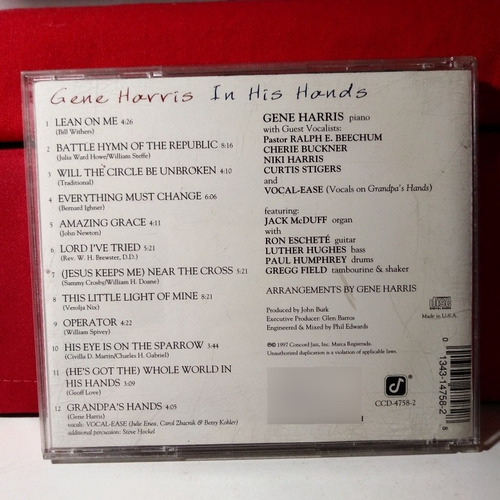 Gene Harris In His Hands
1 LEAN ON ME 4:26
(Bill Withers)
2 BATTLE HYMN OF THE REPUBLIC 8:16
(Julia Ward Howe/William Steffe)
3 WILL THE CIRCLE BE UNBROKEN 4:10
(Traditional)
4 EVERYTHING MUST CHANGE 6:06
(Bernard Ighner)
5 AMAZING GRACE 4:11
(John Newton)
6 LORD I'VE TRIED 5:21
(Rev. W. H. Brewster, D.D.)
7 (JESUS KEEPS ME) NEAR THE CROSS 5:21
(Sammy Crosby/William H. Doane)
8 THIS LITTLE LIGHT OF MINE 8:21
(Verolja Nix)
9 OPERATOR 4:22
(William Spivey)
10 HIS EYE IS ON THE SPARROW 3:44
(Civilla D. Martin/Charles H. Gabriel)
11 (HE'S GOT THE) WHOLE WORLD IN
HIS HANDS 3:09
(Geoff Love)
12 GRANDPA'S HANDS 4:05
(Gene Harris)
vocals: VOCAL-EASE (Julie Enea, Carol Zhacnik & Betsy Kohler)
additional percussion: Steve Heckel
GENE HARRIS piano
with Guest Vocalists:
Pastor RALPH E. BEECHUM
CHERIE BUCKNER
NIKI HARRIS
CURTIS STIGERS
and
VOCAL-EASE (Vocals on Grandpa's Hands)
featuring:
JACK McDUFF organ
with
RON ESCHETÉ guitar
LUTHER HUGHES bass
PAUL HUMPHREY drums
GREGG FIELD tambourine & shaker
ARRANGEMENTS BY GENE HARRIS
Produced by John Burk
Executive Producer: Glen Barros
Engineered & Mixed by Phil Edwards
℗© 1997 Concord Jazz, Inc. Marca Registrada.
Unauthorized duplication is a violation of applicable laws.
COMPACT
disc
DIGITAL AUDIO
Made in U.S.A.
CCD-4758-2
0 13431-4758-2 8